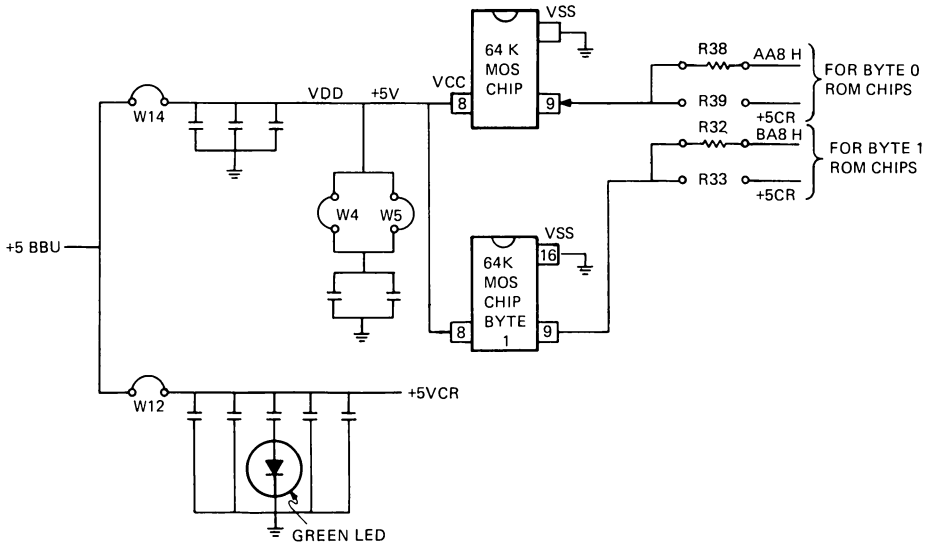 VSS
64 K
MOS
CHIP
VCC
8
9
R38
AA8 H
R39
+5CR
FOR BYTE 0
ROM CHIPS
R32
BA8 H
R33
+5CR
FOR BYTE 1
ROM CHIPS
W14
VDD
+5V
W4
W5
+5 BBU
VSS
16
64K
MOS
CHIP
BYTE
1
8
9
W12
+5VCR
GREEN LED